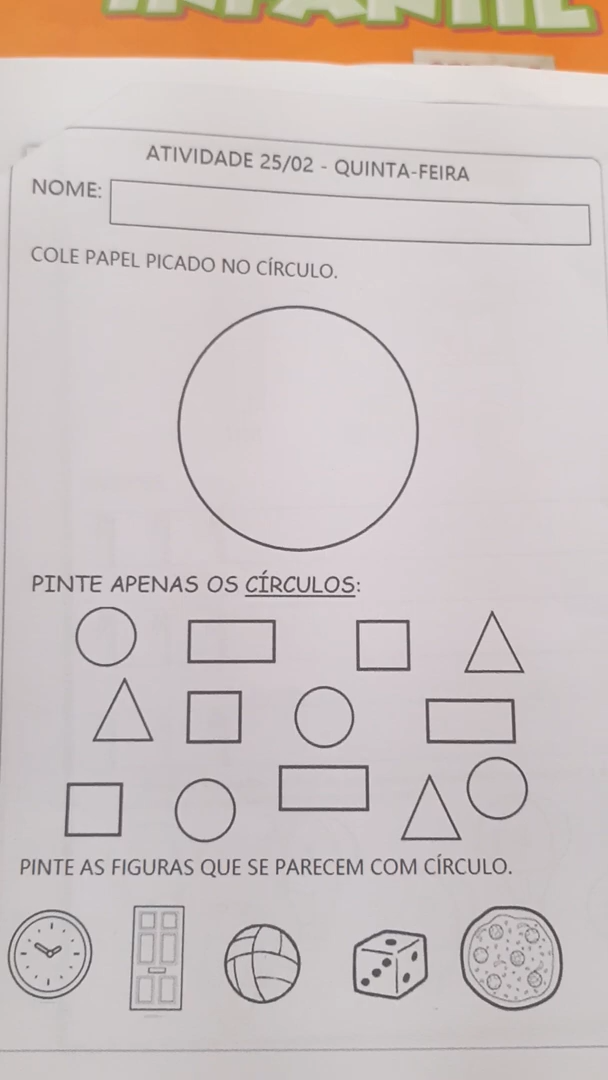 INFANTIL
ATIVIDADE 25/02 - QUINTA-FEIRA
NOME:
COLE PAPEL PICADO NO CÍRCULO.
PINTE APENAS OS CÍRCULOS:
PINTE AS FIGURAS QUE SE PARECEM COM CÍRCULO.